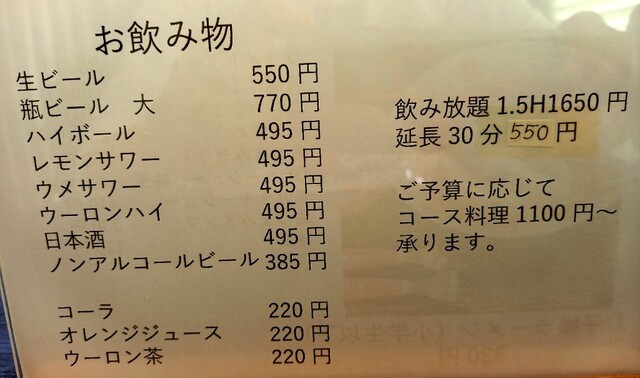 お飲み物
生ビール 550円
瓶ビール 大 770円
ハイボール 495円
レモンサワー 495円
ウメサワー 495円
ウーロンハイ 495円
日本酒 495円
ノンアルコールビール 385円
コーラ 220円
オレンジジュース 220円
ウーロン茶 220円
飲み放題1.5H1650円
延長30分550円
ご予算に応じて
コース料理1100円～
承ります。